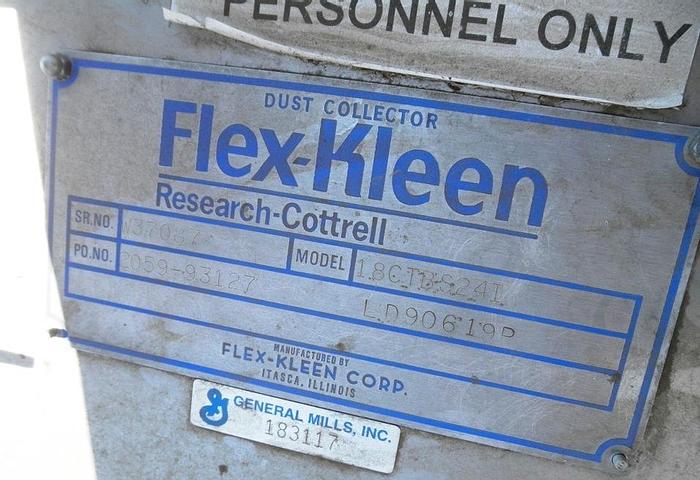 PERSONNEL ONLY
DUST COLLECTOR
Flex-Kleen
Research-Cottrell
SR.NO. MODEL
PO.NO. 2059-93127
LD90619P
MANUFACTURED BY
FLEX-KLEEN CORP.
ITASCA, ILLINOIS
GENERAL MILLS, INC.
183117